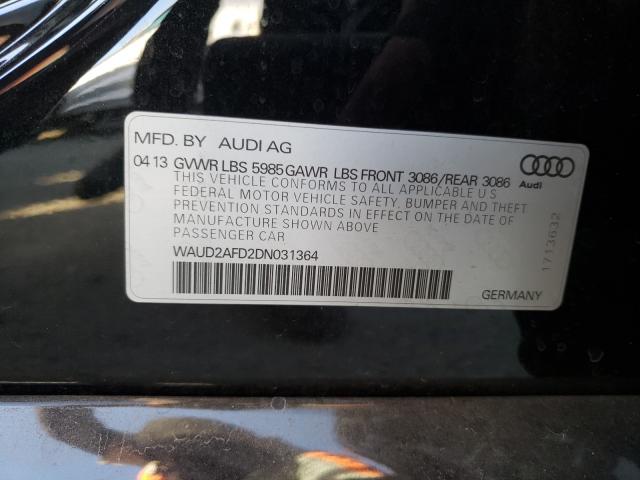 MFD. BY AUDI AG
04 13 GVWR LBS 5985 GAWR LBS FRONT 3086/REAR 3086
THIS VEHICLE CONFORMS TO ALL APPLICABLE U S
FEDERAL MOTOR VEHICLE SAFETY, BUMPER AND THEFT
PREVENTION STANDARDS IN EFFECT ON THE DATE OF
MANUFACTURE SHOWN ABOVE
PASSENGER CAR
WAUD2AFD2DN031364
GERMANY
Audi
1713632